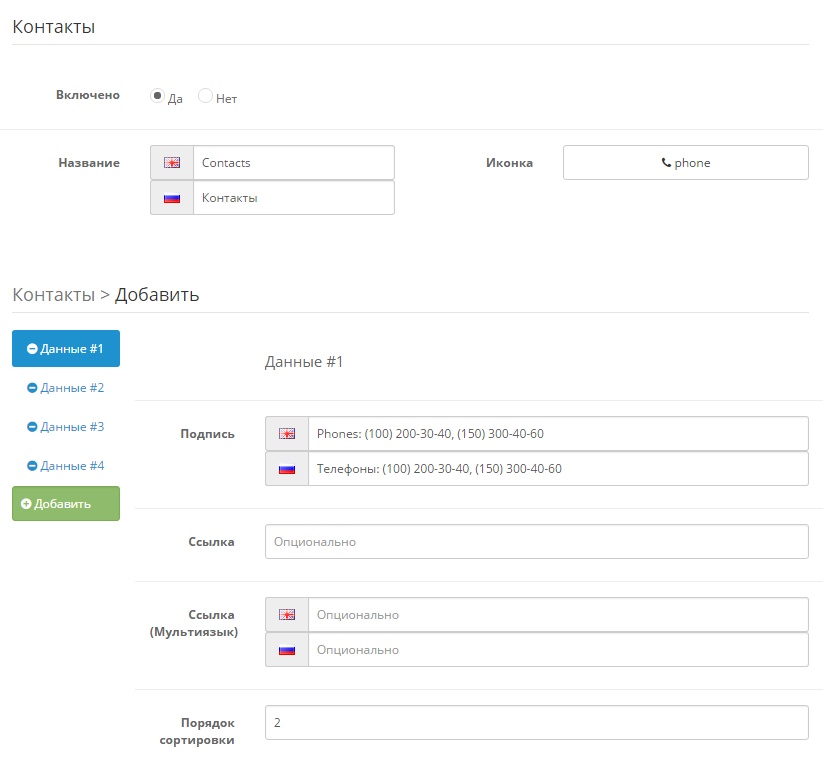 Контакты
Включено
Да
Нет
Название
Contacts
Иконка
phone
Контакты
Контакты > Добавить
Данные #1
Данные #1
Данные #2
Данные #3
Данные #4
Добавить
Подпись
Phones: (100) 200-30-40, (150) 300-40-60
Телефоны: (100) 200-30-40, (150) 300-40-60
Ссылка
Опционально
Ссылка
(Мультиязык)
Опционально
Опционально
Порядок
сортировки
2